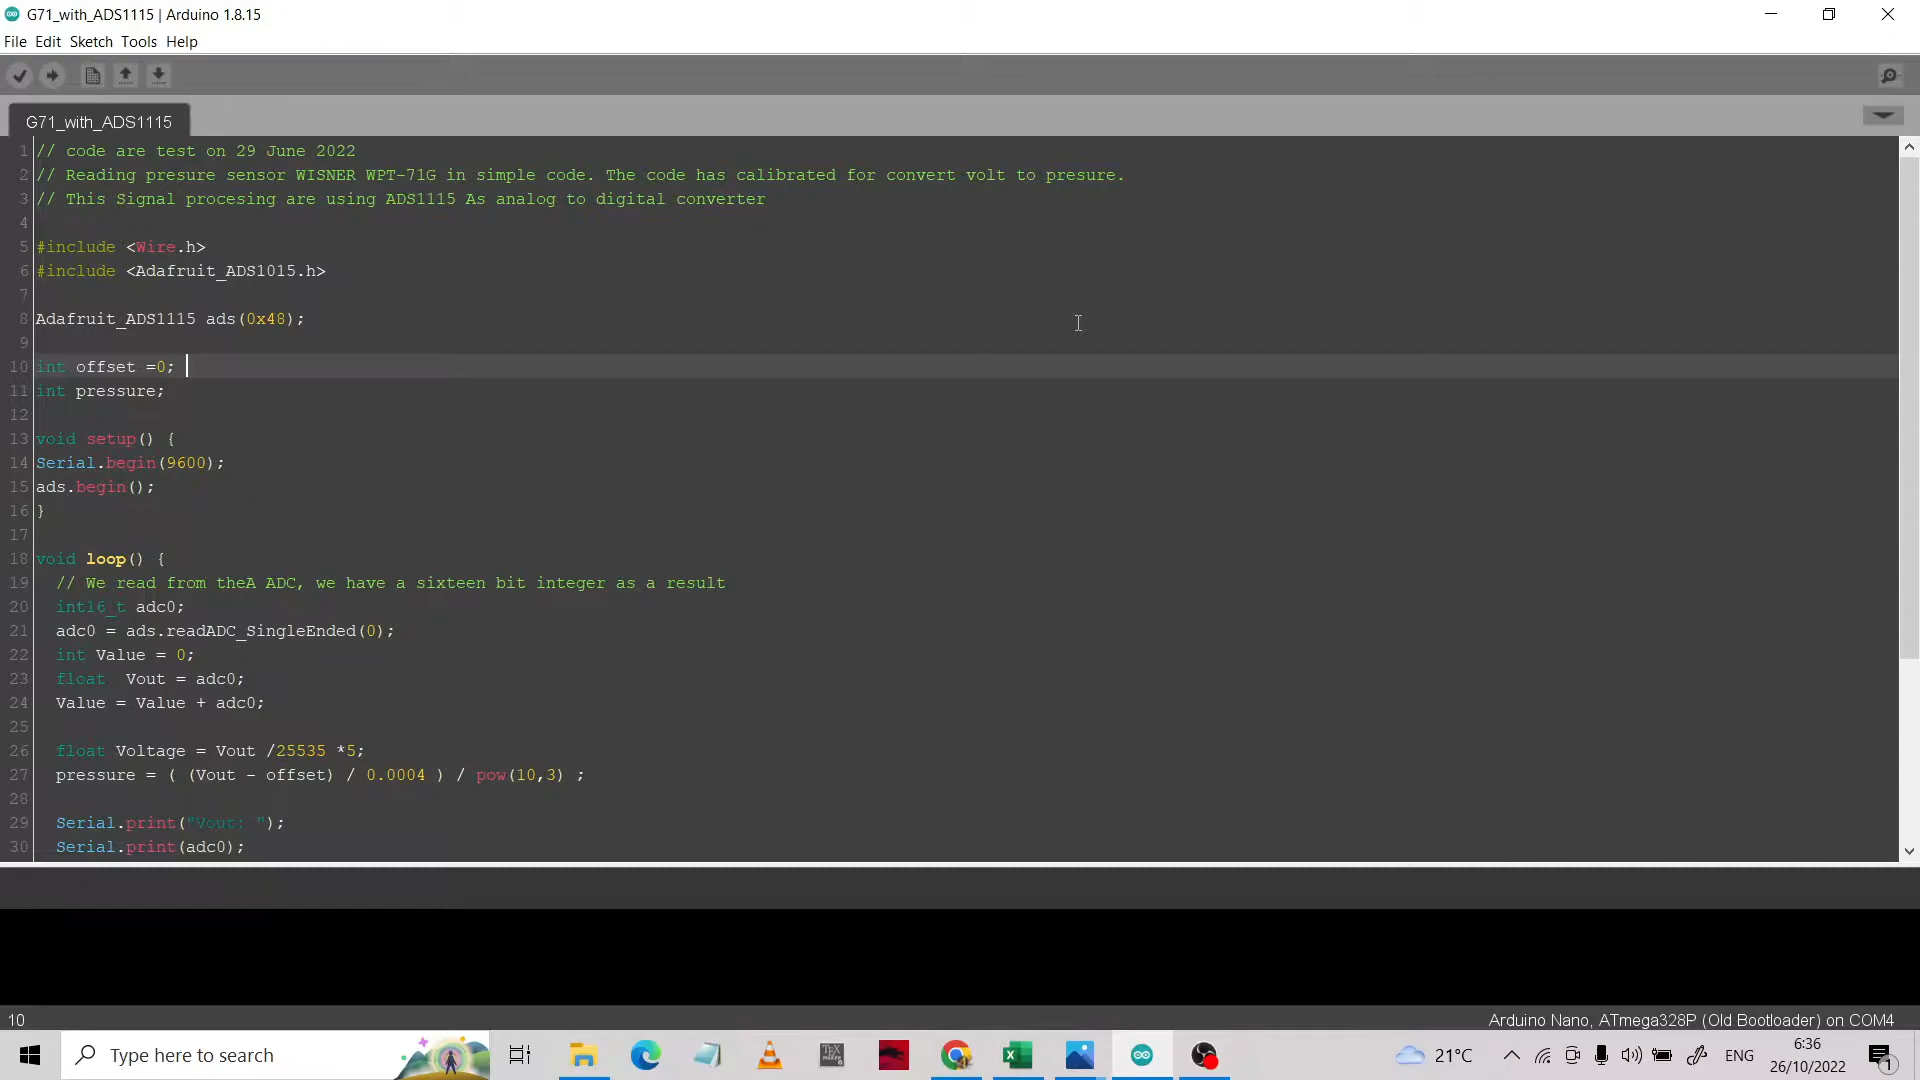 G71_with_ADS1115 | Arduino 1.8.15
File Edit Sketch Tools Help
G71_with_ADS1115
1 // code are test on 29 June 2022
2 // Reading presure sensor WISNER WPT-71G in simple code. The code has calibrated for convert volt to presure.
3 // This Signal procesing are using ADS1115 As analog to digital converter
4
5 #include <Wire.h>
6 #include <Adafruit_ADS1015.h>
7
8 Adafruit_ADS1115 ads(0x48);
9
10 int offset =0;
11 int pressure;
12
13 void setup() {
14 Serial.begin(9600);
15 ads.begin();
16 }
17
18 void loop() {
19 // We read from theA ADC, we have a sixteen bit integer as a result
20 int16_t adc0;
21 adc0 = ads.readADC_SingleEnded(0);
22 int Value = 0;
23 float  Vout = adc0;
24 Value = Value + adc0;
25
26 float Voltage = Vout /25535 *5;
27 pressure = ( (Vout - offset) / 0.0004 ) / pow(10,3) ;
28
29 Serial.print("Vout: ");
30 Serial.print(adc0);
10
Arduino Nano, ATmega328P (Old Bootloader) on COM4
Type here to search
21°C
ENG
6:36
26/10/2022
1